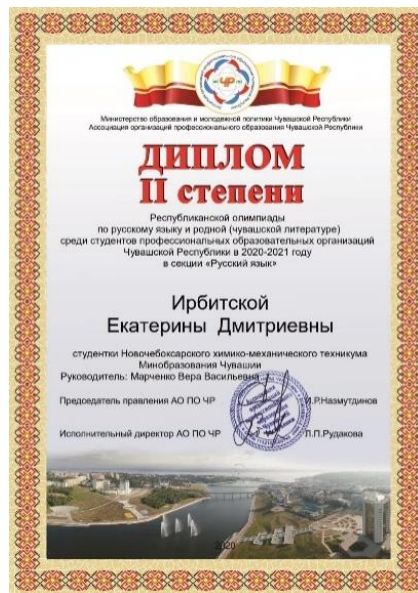 ЧР
Министерство образования и молодежной политики Чувашской Республики
Ассоциация организаций профессионального образования Чувашской Республики
ДИПЛОМ
II степени
Республиканской олимпиады
по русскому языку и родной (чувашской литературе)
среди студентов профессиональных образовательных организаций
Чувашской Республики в 2020-2021 году
в секции «Русский язык»
Ирбитской
Екатерины Дмитриевны
студентки Новочебоксарского химико-механического техникума
Минобразования Чувашии
Руководитель: Марченко Вера Васильевна
Председатель правления АО ПО ЧР И.Р.Назмутдинов
Исполнительный директор АО ПО ЧР Л.П.Рудакова
2020